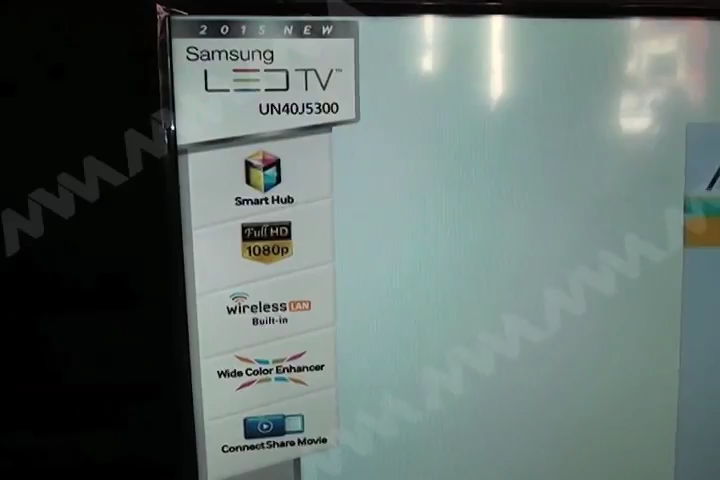 2015 NEW
Samsung
LED TV™
UN40J5300
Smart Hub
Full HD
1080p
wireless LAN
Built-in
Wide Color Enhancer
ConnectShare Movie